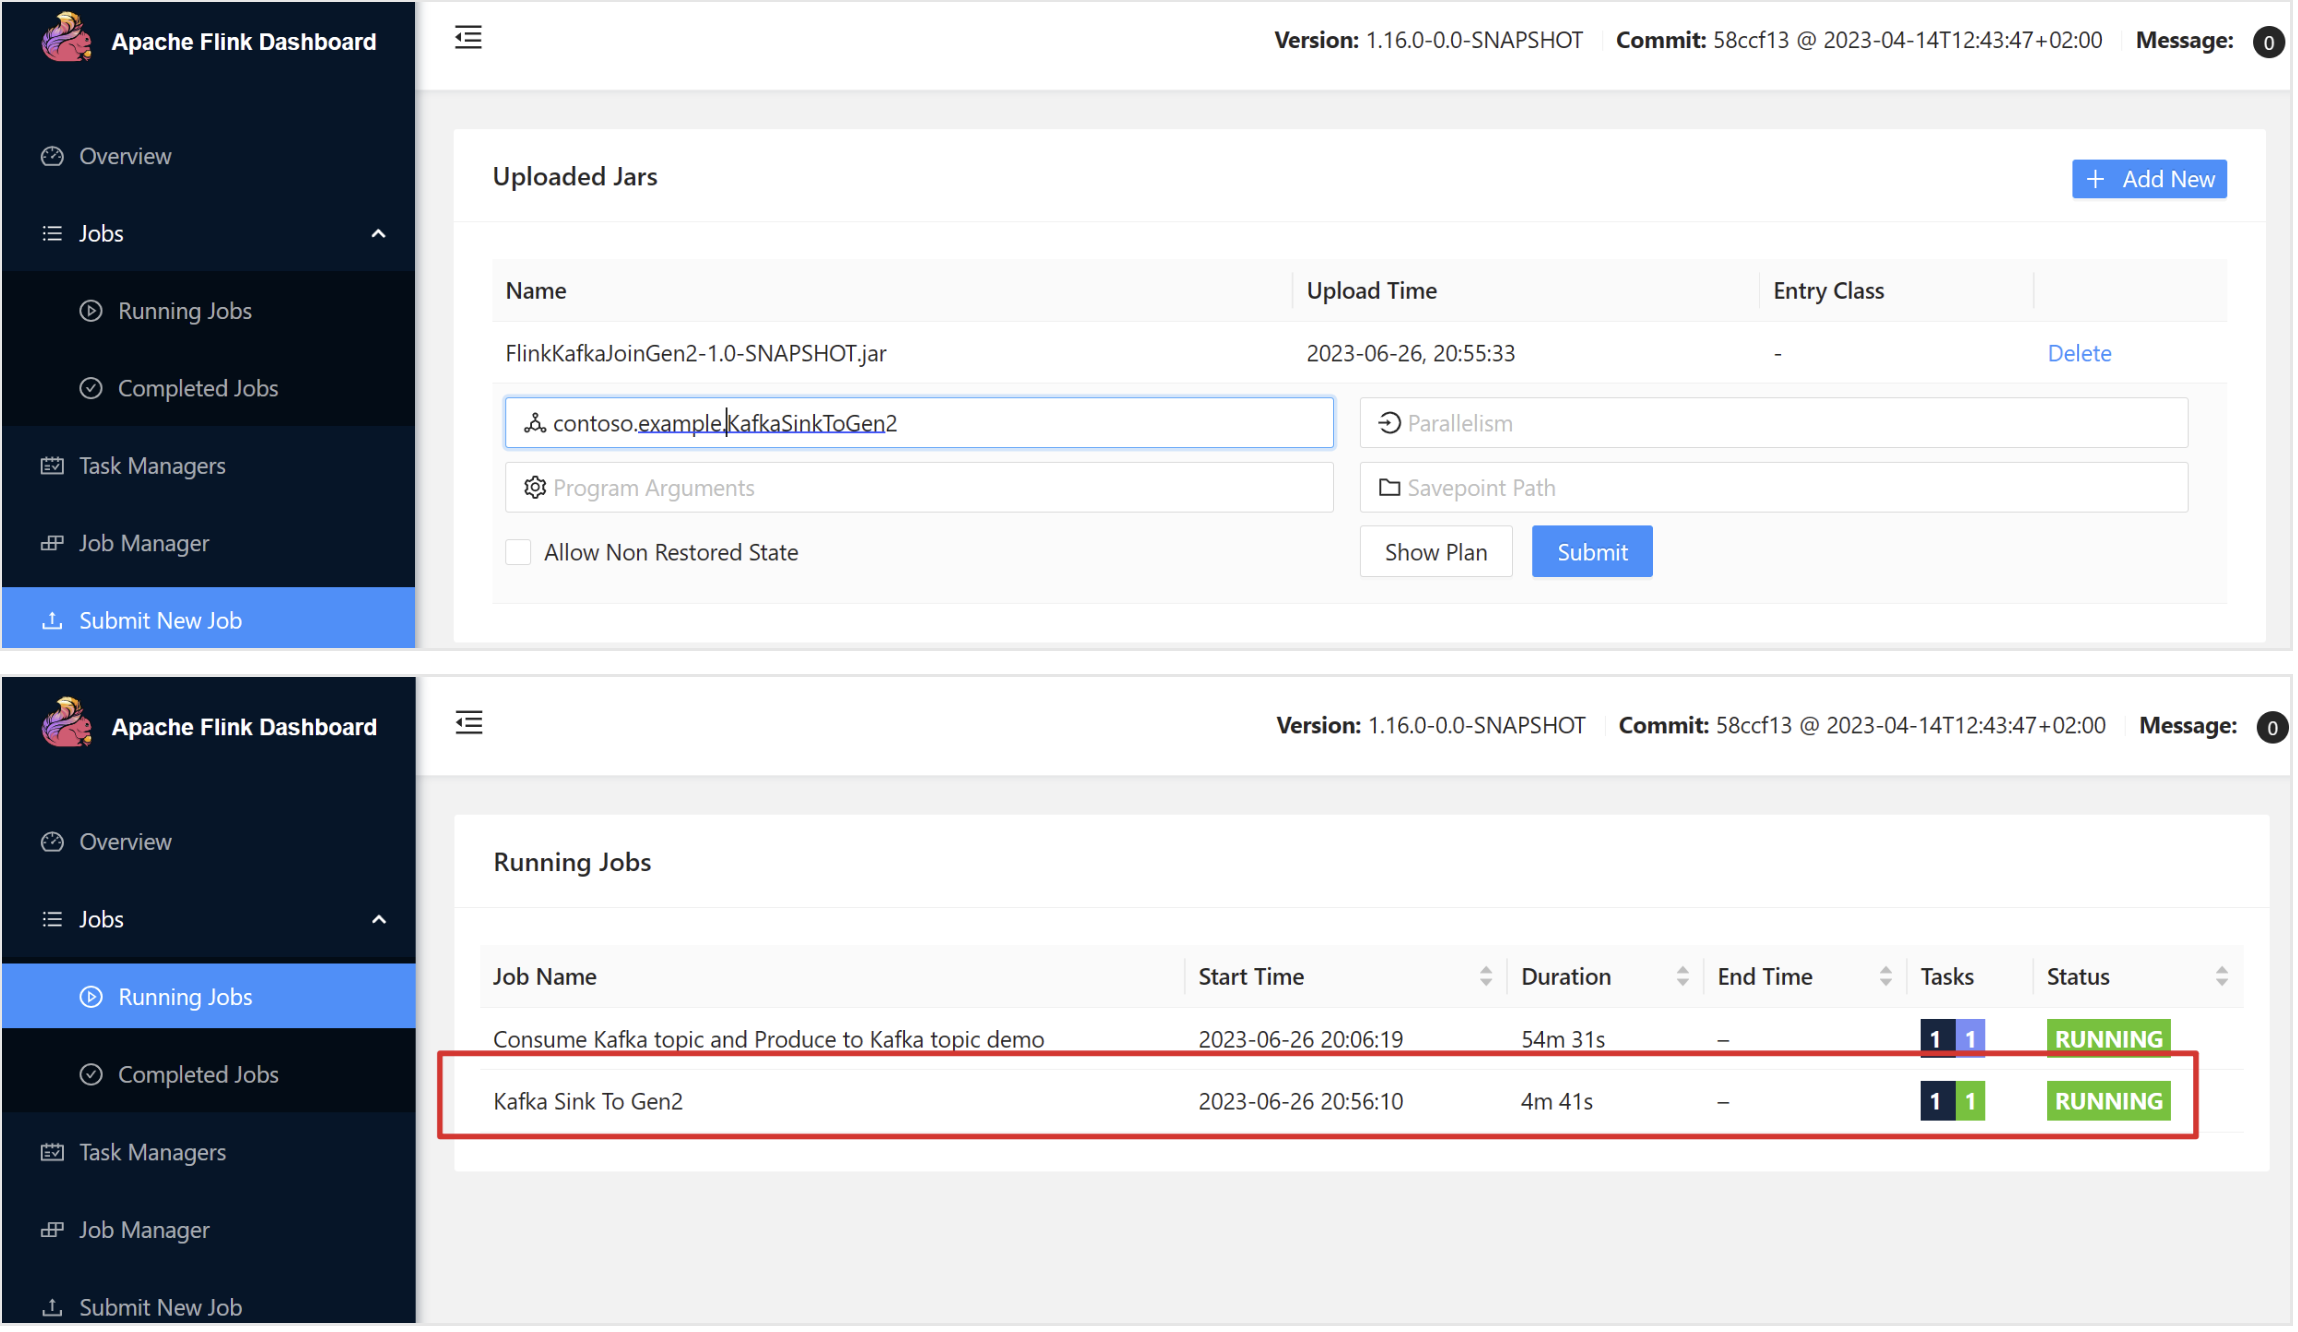 Apache Flink Dashboard
Version: 1.16.0-0.0-SNAPSHOT Commit: 58ccf13 @ 2023-04-14T12:43:47+02:00 Message: 0
Overview
Jobs
Running Jobs
Completed Jobs
Task Managers
Job Manager
Submit New Job
Uploaded Jars
+ Add New
Name Upload Time Entry Class
FlinkKafkaJoinGen2-1.0-SNAPSHOT.jar 2023-06-26, 20:55:33 - Delete
contoso.example.KafkaSinkToGen2 Parallelism
Program Arguments Savepoint Path
Allow Non Restored State Show Plan Submit
Apache Flink Dashboard
Version: 1.16.0-0.0-SNAPSHOT Commit: 58ccf13 @ 2023-04-14T12:43:47+02:00 Message: 0
Overview
Jobs
Running Jobs
Completed Jobs
Task Managers
Job Manager
Submit New Job
Running Jobs
Job Name Start Time Duration End Time Tasks Status
Consume Kafka topic and Produce to Kafka topic demo 2023-06-26 20:06:19 54m 31s – 1 1 RUNNING
Kafka Sink To Gen2 2023-06-26 20:56:10 4m 41s – 1 1 RUNNING